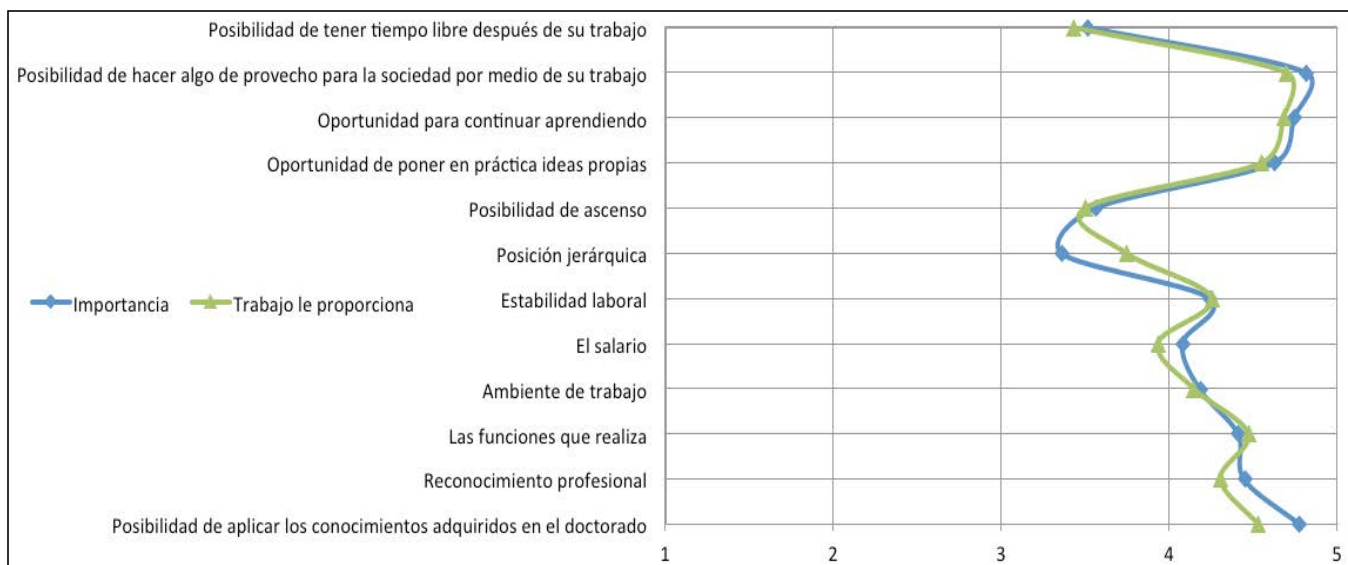 Posibilidad de tener tiempo libre después de su trabajo
Posibilidad de hacer algo de provecho para la sociedad por medio de su trabajo
Oportunidad para continuar aprendiendo
Oportunidad de poner en práctica ideas propias
Posibilidad de ascenso
Posición jerárquica
Estabilidad laboral
Importancia Trabajo le proporciona
El salario
Ambiente de trabajo
Las funciones que realiza
Reconocimiento profesional
Posibilidad de aplicar los conocimientos adquiridos en el doctorado
1 2 3 4 5